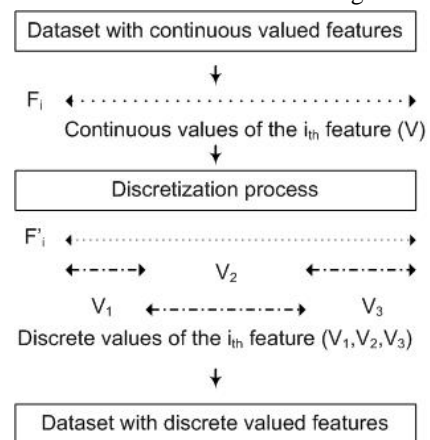 Dataset with continuous valued features
Fi
Continuous values of the ith feature (V)
Discretization process
F'i
V2
V1 V3
Discrete values of the ith feature (V1,V2,V3)
Dataset with discrete valued features